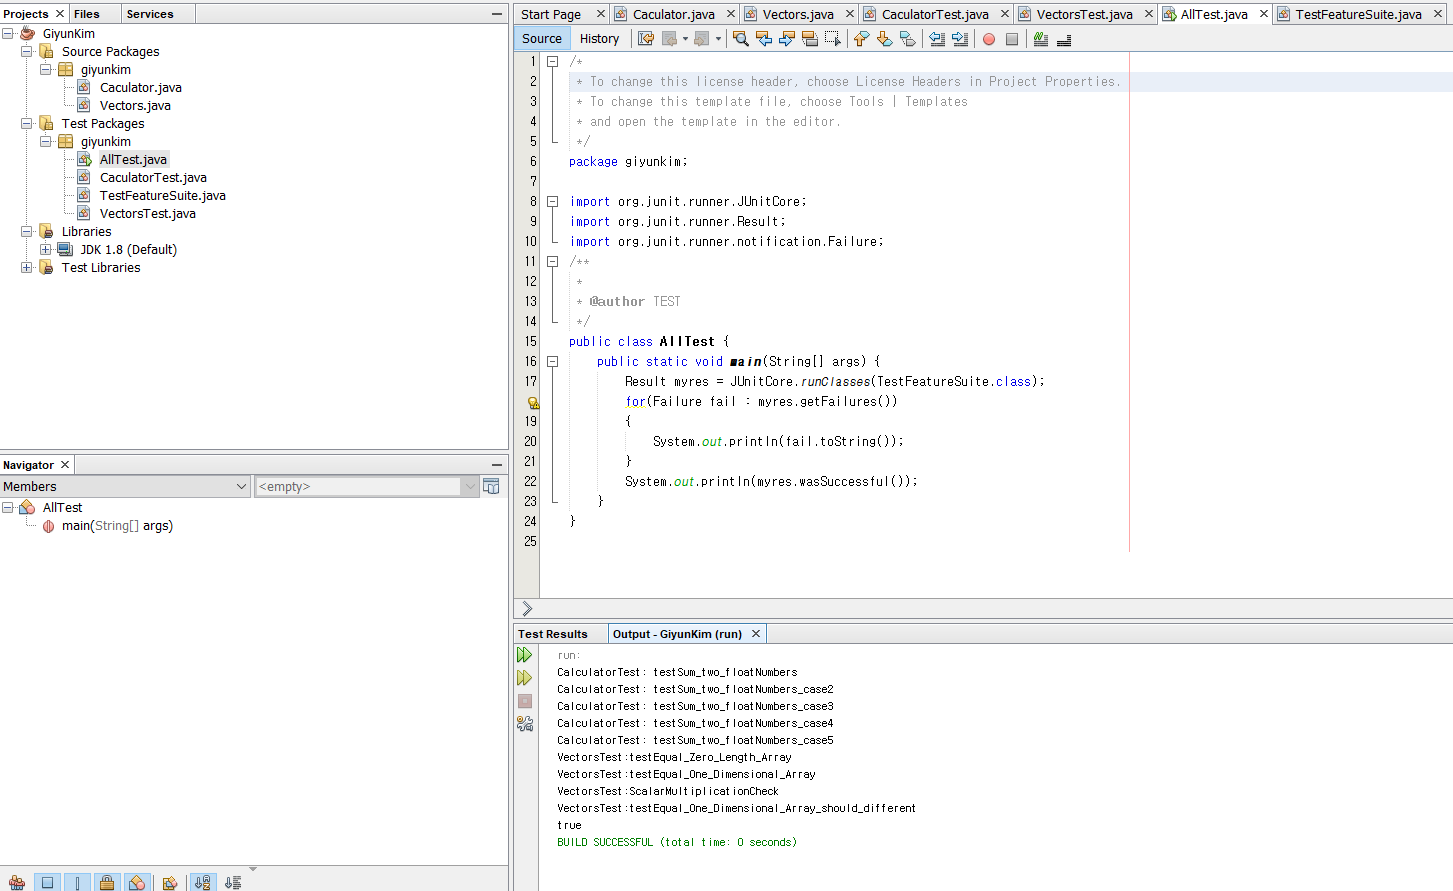 Projects
Files
Services
GiyunKim
Source Packages
giyunkim
Caculator.java
Vectors.java
Test Packages
giyunkim
AllTest.java
CaculatorTest.java
TestFeatureSuite.java
VectorsTest.java
Libraries
JDK 1.8 (Default)
Test Libraries
Navigator
Members
<empty>
AllTest
main(String[] args)
Start Page
Caculator.java
Vectors.java
CaculatorTest.java
VectorsTest.java
AllTest.java
TestFeatureSuite.java
Source
History
1 /*
2 * To change this license header, choose License Headers in Project Properties.
3 * To change this template file, choose Tools | Templates
4 * and open the template in the editor.
5 */
6 package giyunkim;
7
8 import org.junit.runner.JUnitCore;
9 import org.junit.runner.Result;
10 import org.junit.runner.notification.Failure;
11 /**
12 *
13 * @author TEST
14 */
15 public class AllTest {
16 public static void main(String[] args) {
17 Result myres = JUnitCore.runClasses(TestFeatureSuite.class);
for(Failure fail : myres.getFailures())
19 {
20 System.out.println(fail.toString());
21 }
22 System.out.println(myres.wasSuccessful());
23 }
24 }
25
Test Results
Output - GiyunKim (run)
run:
CalculatorTest: testSum_two_floatNumbers
CalculatorTest: testSum_two_floatNumbers_case2
CalculatorTest: testSum_two_floatNumbers_case3
CalculatorTest: testSum_two_floatNumbers_case4
CalculatorTest: testSum_two_floatNumbers_case5
VectorsTest:testEqual_Zero_Length_Array
VectorsTest:testEqual_One_Dimensional_Array
VectorsTest:ScalarMultiplicationCheck
VectorsTest:testEqual_One_Dimensional_Array_should_different
true
BUILD SUCCESSFUL (total time: 0 seconds)